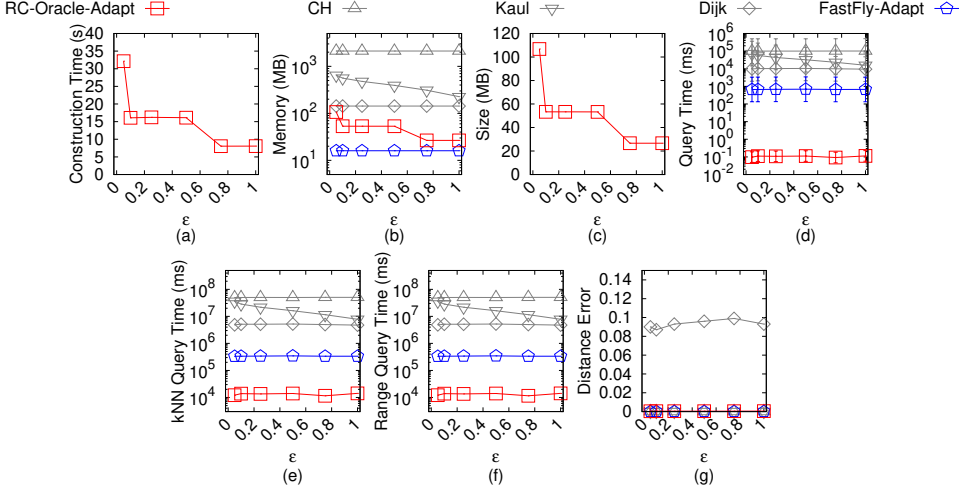 RC-Oracle-Adapt CH Kaul Dijk FastFly-Adapt
Construction Time (s)
0 5 10 15 20 25 30 35 40
0 0.2 0.4 0.6 0.8 1
ε
(a)
Memory (MB)
10^1 10^2 10^3
0 0.2 0.4 0.6 0.8 1
ε
(b)
Size (MB)
0 20 40 60 80 100 120
0 0.2 0.4 0.6 0.8 1
ε
(c)
Query Time (ms)
10^-2 10^-1 10^0 10^1 10^2 10^3 10^4 10^5 10^6
0 0.2 0.4 0.6 0.8 1
ε
(d)
kNN Query Time (ms)
10^4 10^5 10^6 10^7 10^8
0 0.2 0.4 0.6 0.8 1
ε
(e)
Range Query Time (ms)
10^4 10^5 10^6 10^7 10^8
0 0.2 0.4 0.6 0.8 1
ε
(f)
Distance Error
0 0.02 0.04 0.06 0.08 0.1 0.12 0.14
0 0.2 0.4 0.6 0.8 1
ε
(g)